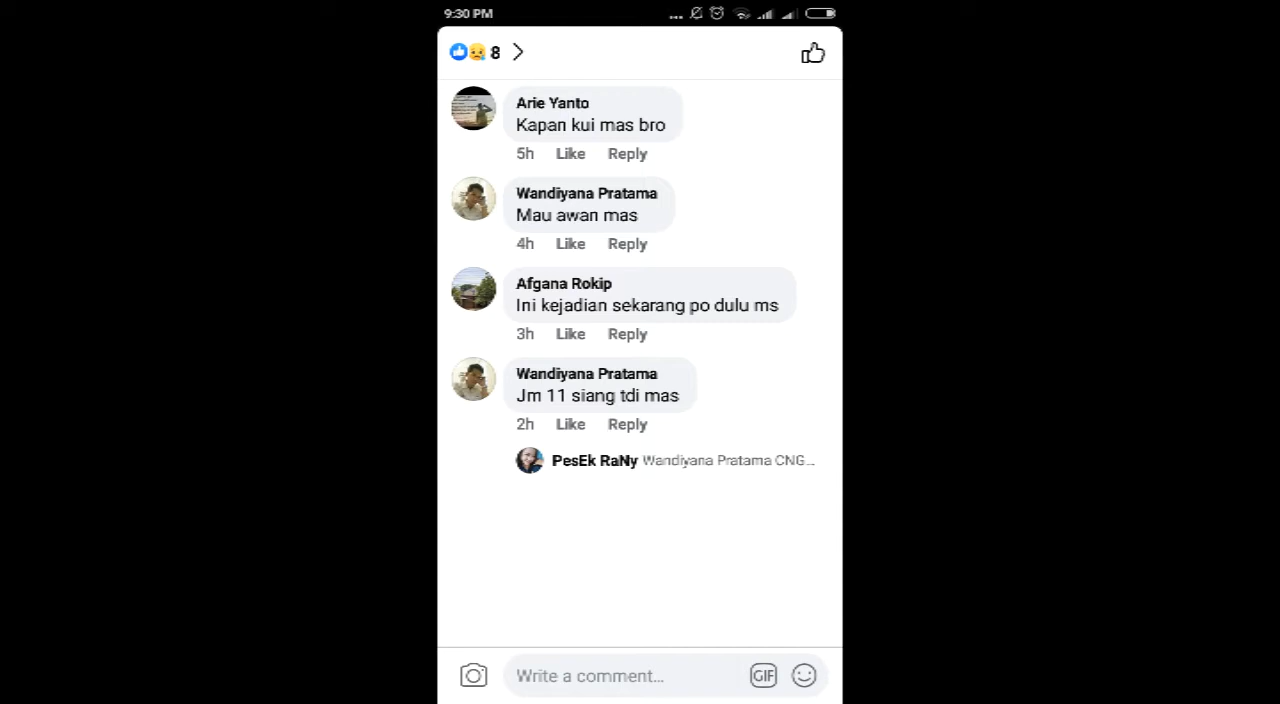 9:30 PM
8
Arie Yanto
Kapan kui mas bro
5h Like Reply
Wandiyana Pratama
Mau awan mas
4h Like Reply
Afgana Rokip
Ini kejadian sekarang po dulu ms
3h Like Reply
Wandiyana Pratama
Jm 11 siang tdi mas
2h Like Reply
PesEk RaNy Wandiyana Pratama CNG...
Write a comment...
GIF